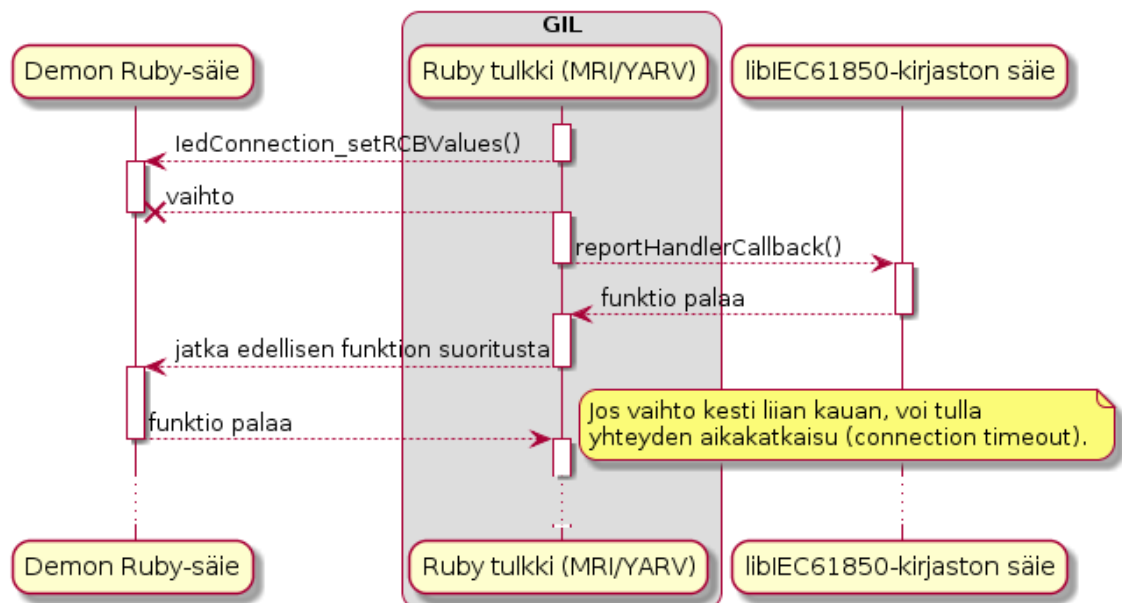 GIL
Demon Ruby-säie
Ruby tulkki (MRI/YARV)
libIEC61850-kirjaston säie
IedConnection_setRCBValues()
vaihto
reportHandlerCallback()
funktio palaa
jatka edellisen funktion suoritusta
Jos vaihto kesti liian kauan, voi tulla
yhteyden aikakatkaisu (connection timeout).
funktio palaa
Demon Ruby-säie
Ruby tulkki (MRI/YARV)
libIEC61850-kirjaston säie